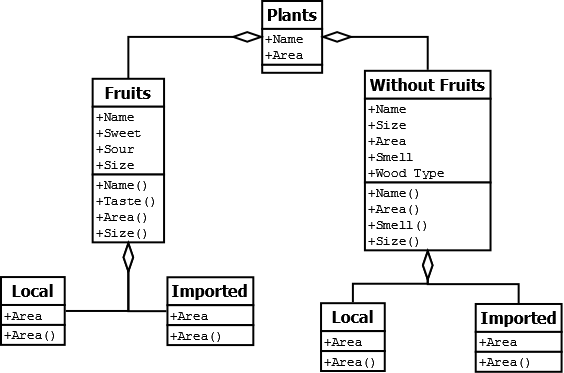 Plants
+Name
+Area
Fruits
+Name
+Sweet
+Sour
+Size
+Name()
+Taste()
+Area()
+Size()
Without Fruits
+Name
+Size
+Area
+Smell
+Wood Type
+Name()
+Area()
+Smell()
+Size()
Local
+Area
+Area()
Imported
+Area
+Area()
Local
+Area
+Area()
Imported
+Area
+Area()